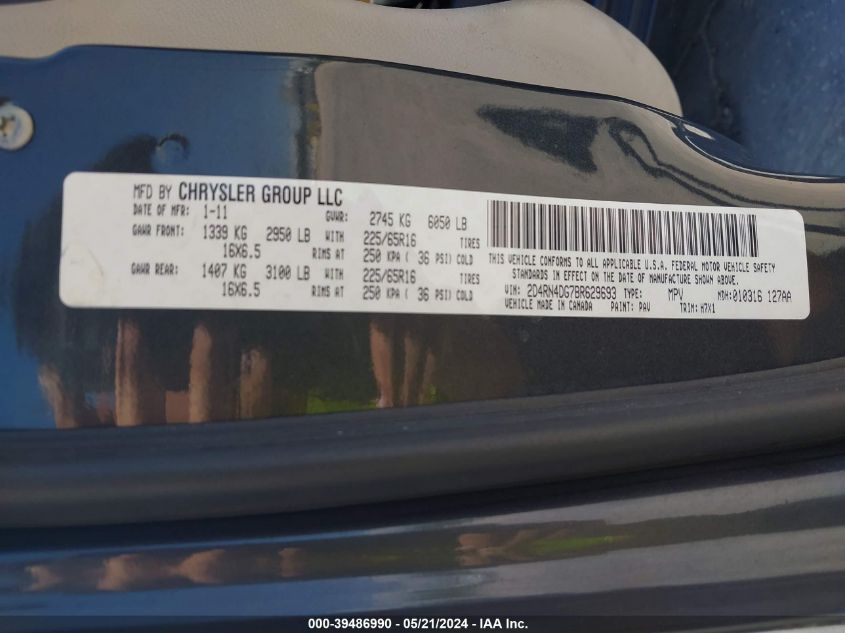 MFD BY CHRYSLER GROUP LLC
DATE OF MFR: 1-11 GVWR: 2745 KG 6050 LB
GAWR FRONT: 1339 KG 2950 LB WITH 225/65R16 TIRES
16X6.5 RIMS AT 250 KPA ( 36 PSI) COLD
GAWR REAR: 1407 KG 3100 LB WITH 225/65R16 TIRES
16X6.5 RIMS AT 250 KPA ( 36 PSI) COLD
THIS VEHICLE CONFORMS TO ALL APPLICABLE U.S.A. FEDERAL MOTOR VEHICLE SAFETY
STANDARDS IN EFFECT ON THE DATE OF MANUFACTURE SHOWN ABOVE.
VIN: 2D4RN4DG7BR629693 TYPE: MPV MDH:010316 127AA
VEHICLE MADE IN CANADA PAINT: PAV TRIM: H7X1
000-39486990 - 05/21/2024 - IAA Inc.